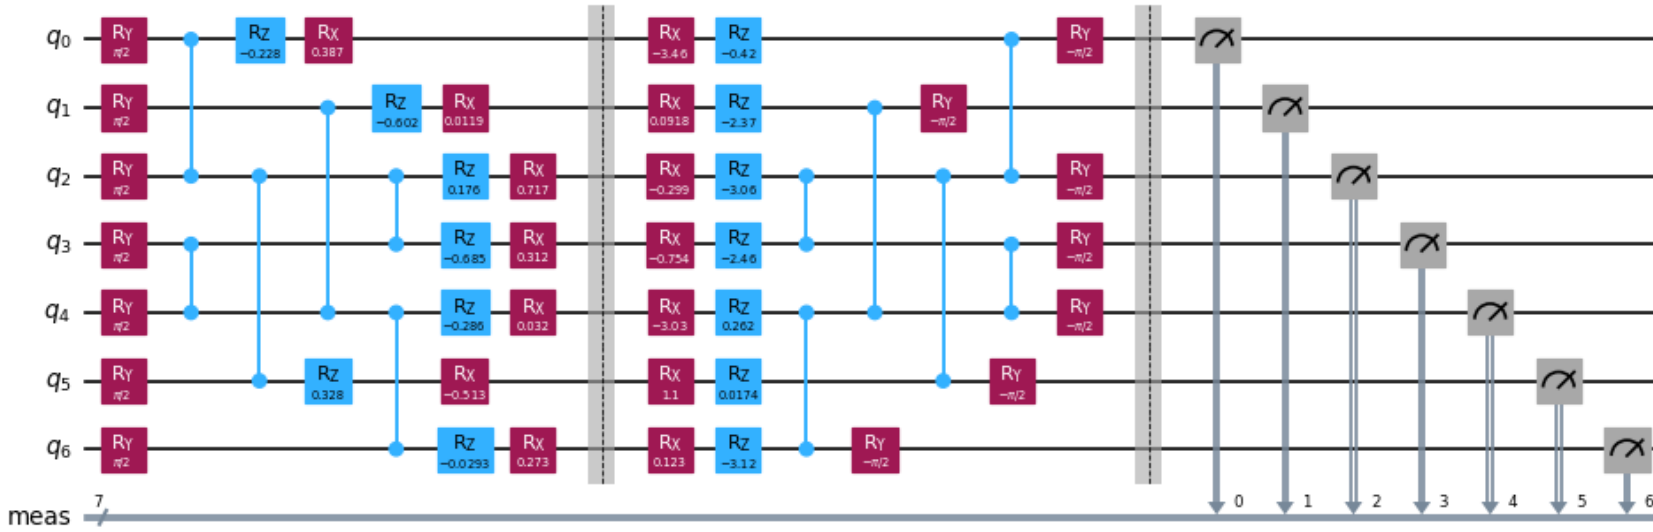 q0 RY π/2 RZ −0.228 RX 0.387 RX −3.46 RZ −0.42 RY −π/2
q1 RY π/2 RZ −0.602 RX 0.0119 RX 0.0918 RZ −2.37 RY −π/2
q2 RY π/2 RZ 0.176 RX 0.717 RX −0.299 RZ −3.06 RY −π/2
q3 RY π/2 RZ −0.685 RX 0.312 RX −0.754 RZ −2.46 RY −π/2
q4 RY π/2 RZ −0.286 RX 0.032 RX −3.03 RZ 0.262 RY −π/2
q5 RY π/2 RZ 0.328 RX −0.513 RX 1.1 RZ 0.0174 RY −π/2
q6 RY π/2 RZ −0.0293 RX 0.273 RX 0.123 RZ −3.12 RY −π/2
meas 7 0 1 2 3 4 5 6